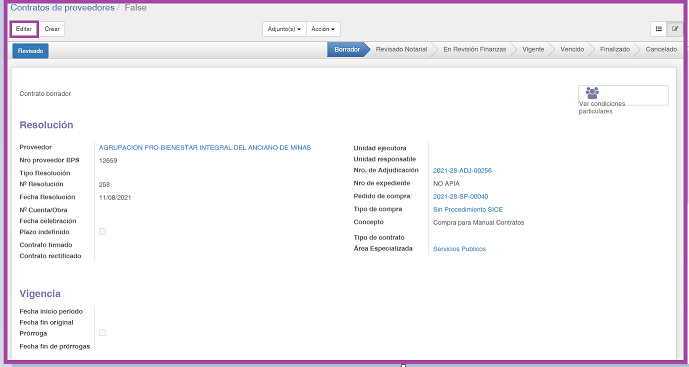 Contratos de proveedores / False
Editar Crear Adjunto(s) Acción
Revisado Borrador Revisado Notarial En Revisión Finanzas Vigente Vencido Finalizado Cancelado
Contrato borrador
Ver condiciones
particulares
Resolución
Proveedor AGRUPACION PRO-BIENESTAR INTEGRAL DEL ANCIANO DE MINAS
Nro proveedor BPS 12659
Tipo Resolución
Nº Resolución 258
Fecha Resolución 11/08/2021
Nº Cuenta/Obra
Fecha celebración
Plazo indefinido
Contrato firmado
Contrato rectificado
Unidad ejecutora
Unidad responsable
Nro. de Adjudicación 2021-28-ADJ-00256
Nro de expediente NO APIA
Pedido de compra 2021-28-SP-00040
Tipo de compra Sin Procedimiento SICE
Concepto Compra para Manual Contratos
Tipo de contrato
Área Especializada Servicios Publicos
Vigencia
Fecha inicio período
Fecha fin original
Prórroga
Fecha fin de prórrogas